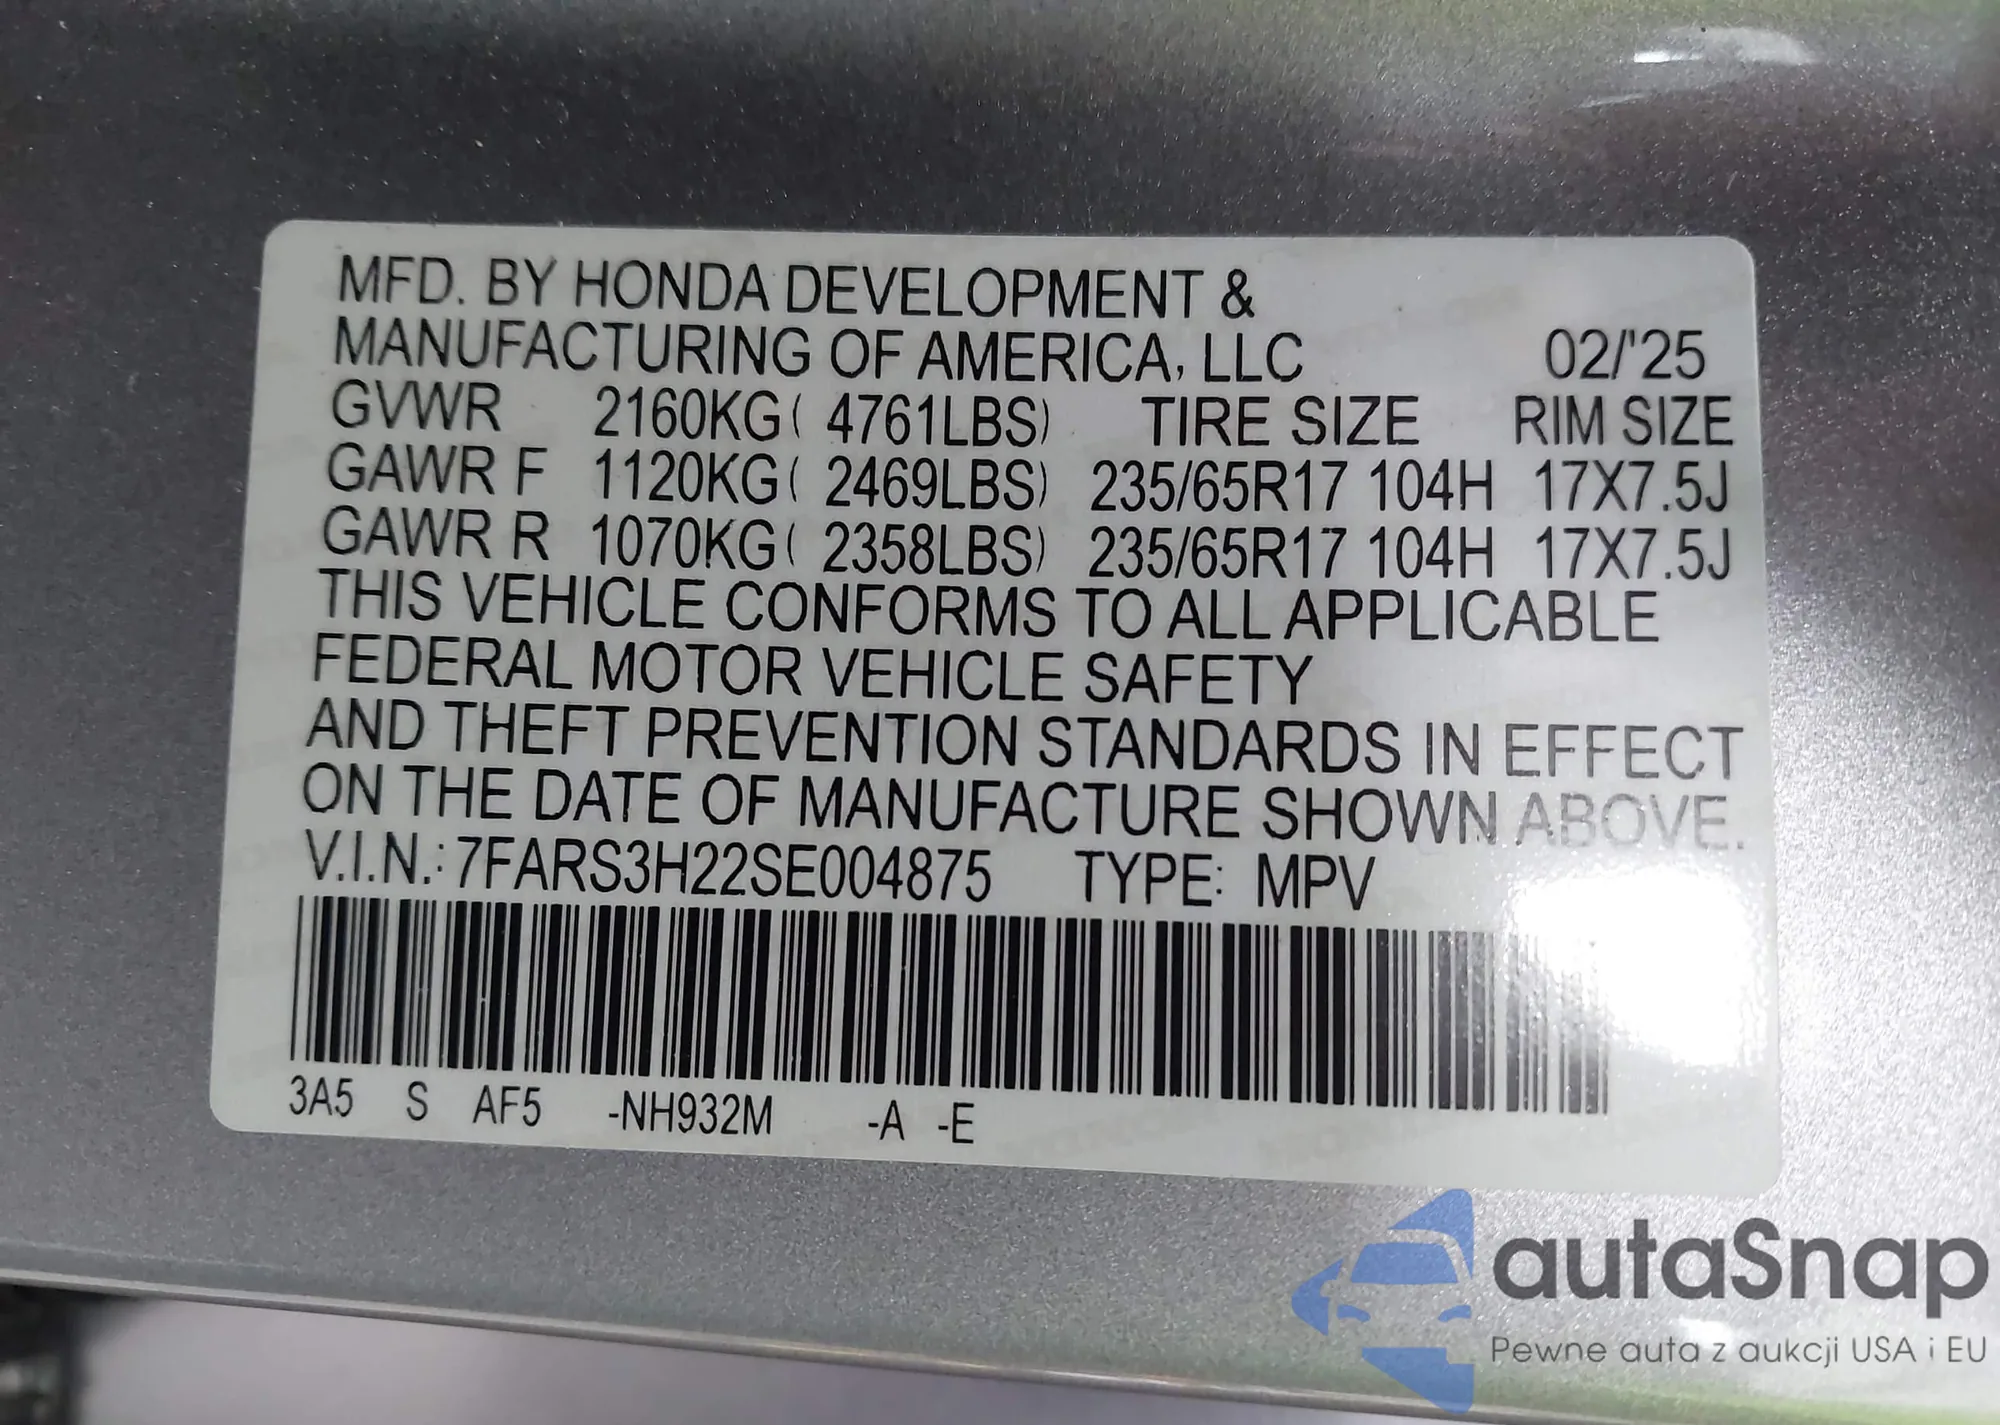 MFD. BY HONDA DEVELOPMENT &
MANUFACTURING OF AMERICA, LLC 02/'25
GVWR 2160KG( 4761LBS) TIRE SIZE RIM SIZE
GAWR F 1120KG( 2469LBS) 235/65R17 104H 17X7.5J
GAWR R 1070KG( 2358LBS) 235/65R17 104H 17X7.5J
THIS VEHICLE CONFORMS TO ALL APPLICABLE
FEDERAL MOTOR VEHICLE SAFETY
AND THEFT PREVENTION STANDARDS IN EFFECT
ON THE DATE OF MANUFACTURE SHOWN ABOVE.
V.I.N.: 7FARS3H22SE004875 TYPE: MPV
3A5 S AF5 -NH932M -A -E
autaSnap
Pewne auta z aukcji USA i EU